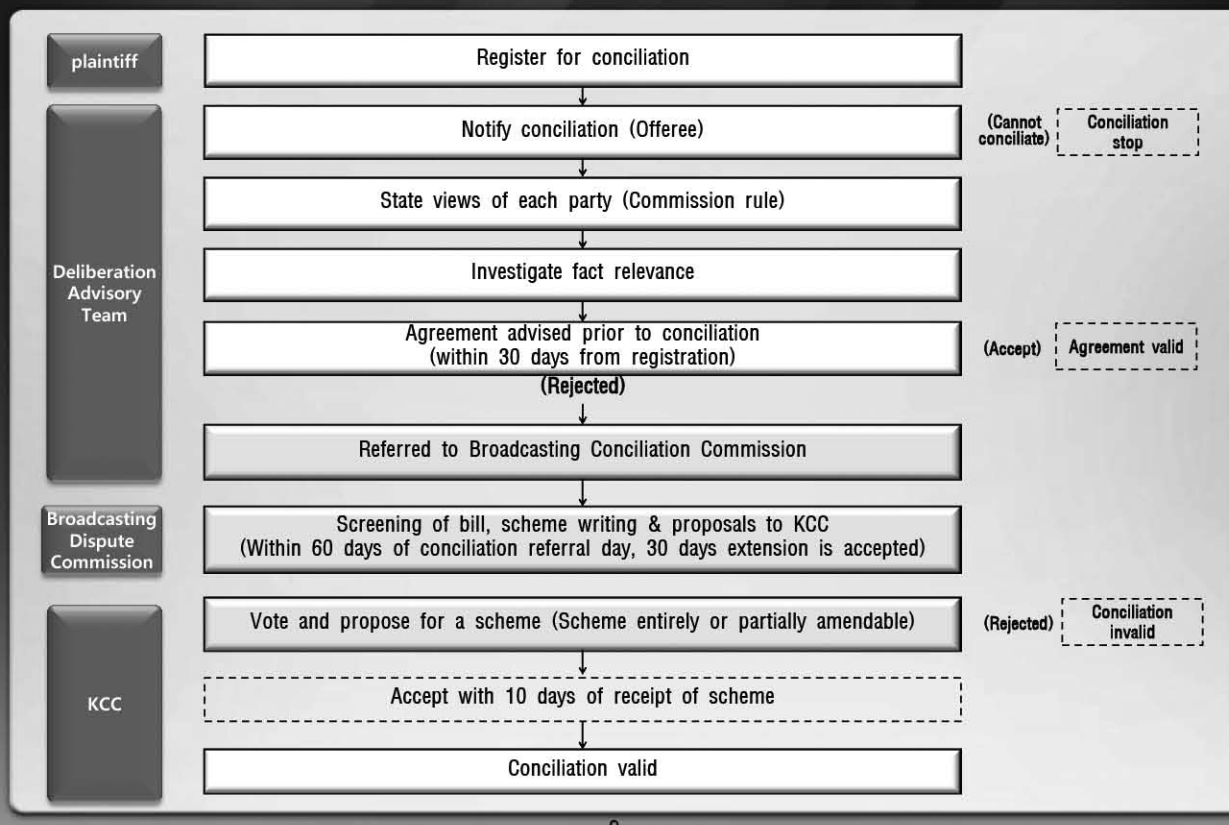 plaintiff
Register for conciliation
Notify conciliation (Offeree)
(Cannot
conciliate)
Conciliation
stop
State views of each party (Commission rule)
Deliberation
Advisory
Team
Investigate fact relevance
Agreement advised prior to conciliation
(within 30 days from registration)
(Accept)
Agreement valid
(Rejected)
Referred to Broadcasting Conciliation Commission
Broadcasting
Dispute
Commission
Screening of bill, scheme writing & proposals to KCC
(Within 60 days of conciliation referral day, 30 days extension is accepted)
KCC
Vote and propose for a scheme (Scheme entirely or partially amendable)
(Rejected)
Conciliation
invalid
Accept with 10 days of receipt of scheme
Conciliation valid